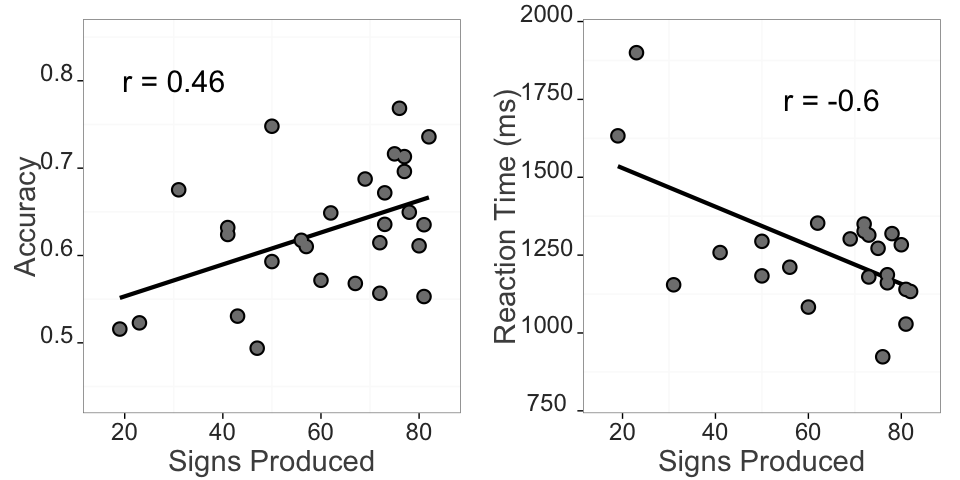 r = 0.46
Accuracy
0.8
0.7
0.6
0.5
20 40 60 80
Signs Produced
r = -0.6
Reaction Time (ms)
2000
1750
1500
1250
1000
750
20 40 60 80
Signs Produced